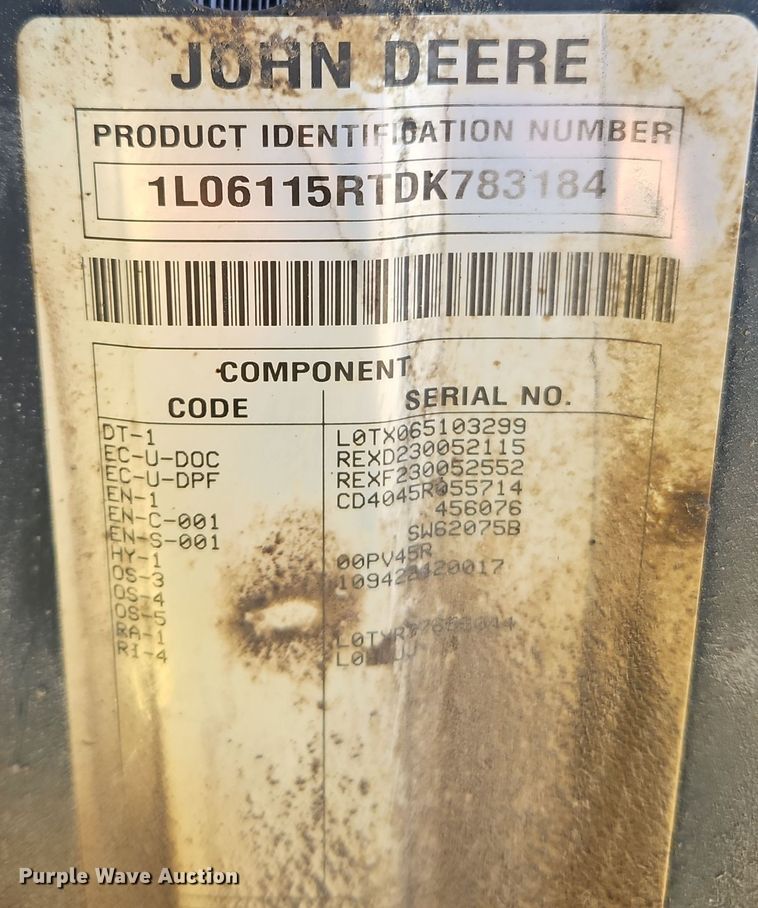 JOHN DEERE
PRODUCT IDENTIFICATION NUMBER
1L06115RTDK783184
COMPONENT
CODE SERIAL NO.
DT-1 L0TX065103299
EC-U-DOC REXD230052115
EC-U-DPF REXF230052552
EN-1 CD4045R055714
EN-C-001 456076
EN-S-001 SW62075B
HY-1 00PV45R
OS-3
OS-4
OS-5
RA-1
RI-4
Purple Wave Auction